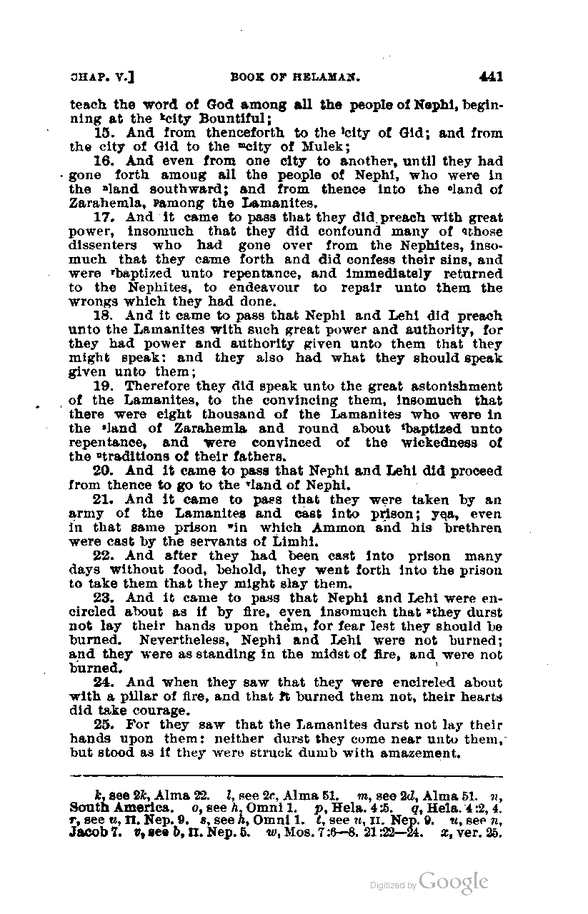 CHAP. V.] BOOK OF HELAMAN. 441
teach the word of God among all the people of Nephi, begin-
ning at the ᵏcity Bountiful;
15. And from thenceforth to the ˡcity of Gid; and from
the city of Gid to the ᵐcity of Mulek;
16. And even from one city to another, until they had
gone forth among all the people of Nephi, who were in
the ⁿland southward; and from thence into the ᵒland of
Zarahemla, ᵖamong the Lamanites.
17. And it came to pass that they did preach with great
power, insomuch that they did confound many of qthose
dissenters who had gone over from the Nephites, inso-
much that they came forth and did confess their sins, and
were ʳbaptized unto repentance, and immediately returned
to the Nephites, to endeavour to repair unto them the
wrongs which they had done.
18. And it came to pass that Nephi and Lehi did preach
unto the Lamanites with such great power and authority, for
they had power and authority given unto them that they
might speak: and they also had what they should speak
given unto them;
19. Therefore they did speak unto the great astonishment
of the Lamanites, to the convincing them, insomuch that
there were eight thousand of the Lamanites who were in
the ˢland of Zarahemla and round about ᵗbaptized unto
repentance, and were convinced of the wickedness of
the ᵘtraditions of their fathers.
20. And it came to pass that Nephi and Lehi did proceed
from thence to go to the ᵛland of Nephi.
21. And it came to pass that they were taken by an
army of the Lamanites and cast into prison; yea, even
in that same prison ʷin which Ammon and his brethren
were cast by the servants of Limhi.
22. And after they had been cast into prison many
days without food, behold, they went forth into the prison
to take them that they might slay them.
23. And it came to pass that Nephi and Lehi were en-
circled about as if by fire, even insomuch that ˣthey durst
not lay their hands upon them, for fear lest they should be
burned. Nevertheless, Nephi and Lehi were not burned;
and they were as standing in the midst of fire, and were not
burned.
24. And when they saw that they were encircled about
with a pillar of fire, and that it burned them not, their hearts
did take courage.
25. For they saw that the Lamanites durst not lay their
hands upon them: neither durst they come near unto them,
but stood as if they were struck dumb with amazement.
k, see 2k, Alma 22. l, see 2c, Alma 51. m, see 2d, Alma 51. n,
South America. o, see h, Omni 1. p, Hela. 4:5. q, Hela. 4:2, 4.
r, see u, II. Nep. 9. s, see h, Omni 1. t, see u, II. Nep. 9. u, see n,
Jacob 7. v, see b, II. Nep. 5. w, Mos. 7:6—8. 21:22—24. x, ver. 25.
Digitized by Google